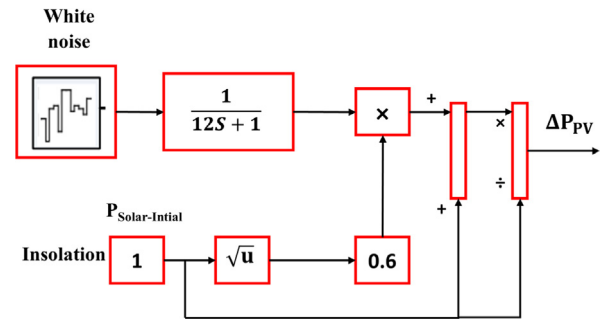 White
noise
1
12S + 1
×
+
+
×
÷
ΔP_PV
P_Solar-Intial
Insolation
1
√u
0.6